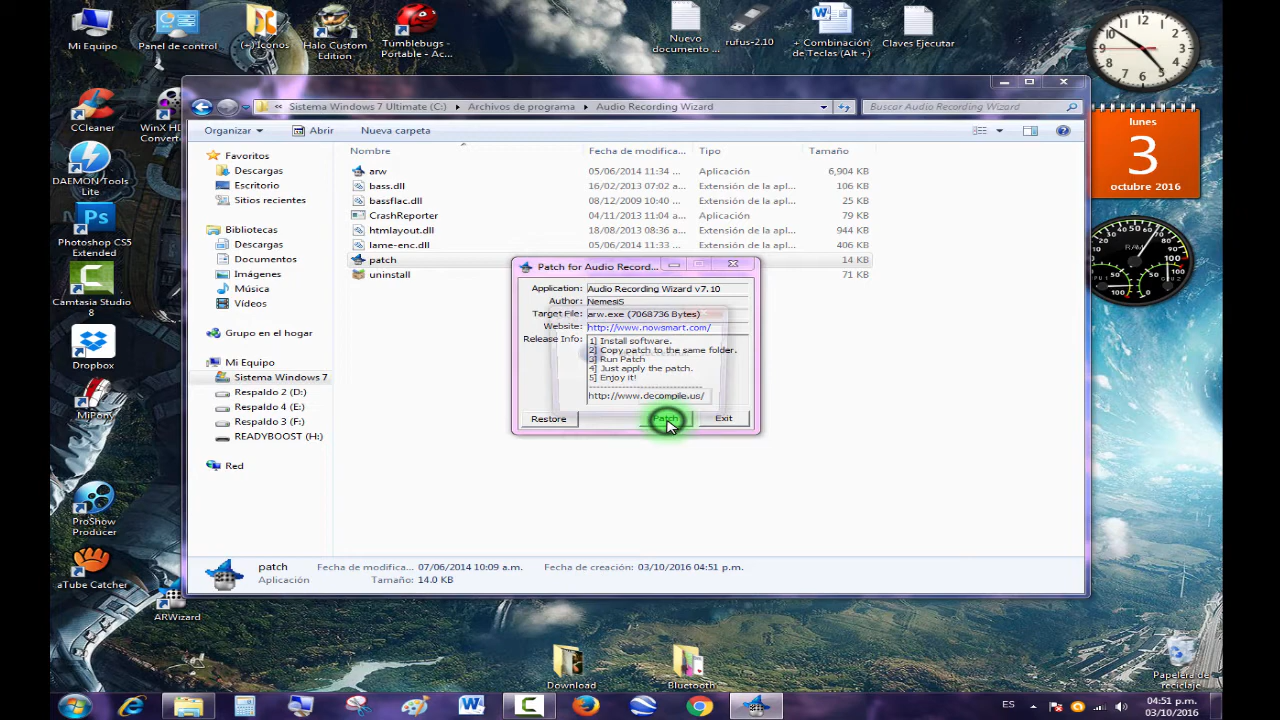 Mi Equipo
Panel de control
(+) Iconos
Halo Custom
Edition
Tumblebugs -
Portable - Ac...
Nuevo
documento ...
rufus-2.10
+ Combinación
de Teclas (Alt +)
Claves Ejecutar
CCleaner
WinX HD
Convert
DAEMON Tools
Lite
Ps
Photoshop CS5
Extended
Camtasia Studio
8
Dropbox
MiPony
ProShow
Producer
aTube Catcher
ARWizard
« Sistema Windows 7 Ultimate (C:) Archivos de programa Audio Recording Wizard
Buscar Audio Recording Wizard
Organizar Abrir Nueva carpeta
Favoritos
Descargas
Escritorio
Sitios recientes
Bibliotecas
Descargas
Documentos
Imágenes
Música
Vídeos
Grupo en el hogar
Mi Equipo
Sistema Windows 7
Respaldo 2 (D:)
Respaldo 4 (E:)
Respaldo 3 (F:)
READYBOOST (H:)
Red
Nombre Fecha de modifica... Tipo Tamaño
arw 05/06/2014 11:34 ... Aplicación 6,904 KB
bass.dll 16/02/2013 07:02 a... Extensión de la apl... 106 KB
bassflac.dll 08/12/2009 10:40 ... Extensión de la apl... 25 KB
CrashReporter 04/11/2013 11:04 a... Aplicación 79 KB
htmlayout.dll 18/08/2013 08:36 a... Extensión de la apl... 944 KB
lame-enc.dll 05/06/2014 11:33 ... Extensión de la apl... 406 KB
patch 14 KB
uninstall 71 KB
Patch for Audio Record...
Application: Audio Recording Wizard v7.10
Author: NemesiS
Target File: arw.exe (7068736 Bytes)
Website: http://www.nowsmart.com/
Release Info: 1] Install software.
2] Copy patch to the same folder.
3] Run Patch
4] Just apply the patch.
5] Enjoy it!
http://www.decompile.us/
Restore Patch Exit
patch Fecha de modifica... 07/06/2014 10:09 a.m. Fecha de creación: 03/10/2016 04:51 p.m.
Aplicación Tamaño: 14.0 KB
lunes
3
octubre 2016
RAM
Download
Bluetooth
Papelera de
reciclaje
ES
04:51 p.m.
03/10/2016